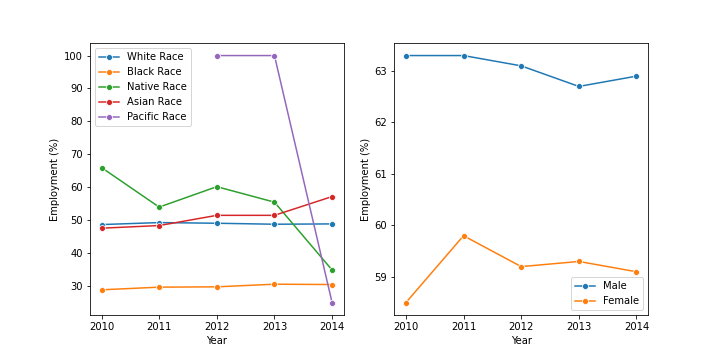 100
90
80
70
60
50
40
30
Employment (%)
White Race
Black Race
Native Race
Asian Race
Pacific Race
2010 2011 2012 2013 2014
Year
63
62
61
60
59
Employment (%)
Male
Female
2010 2011 2012 2013 2014
Year